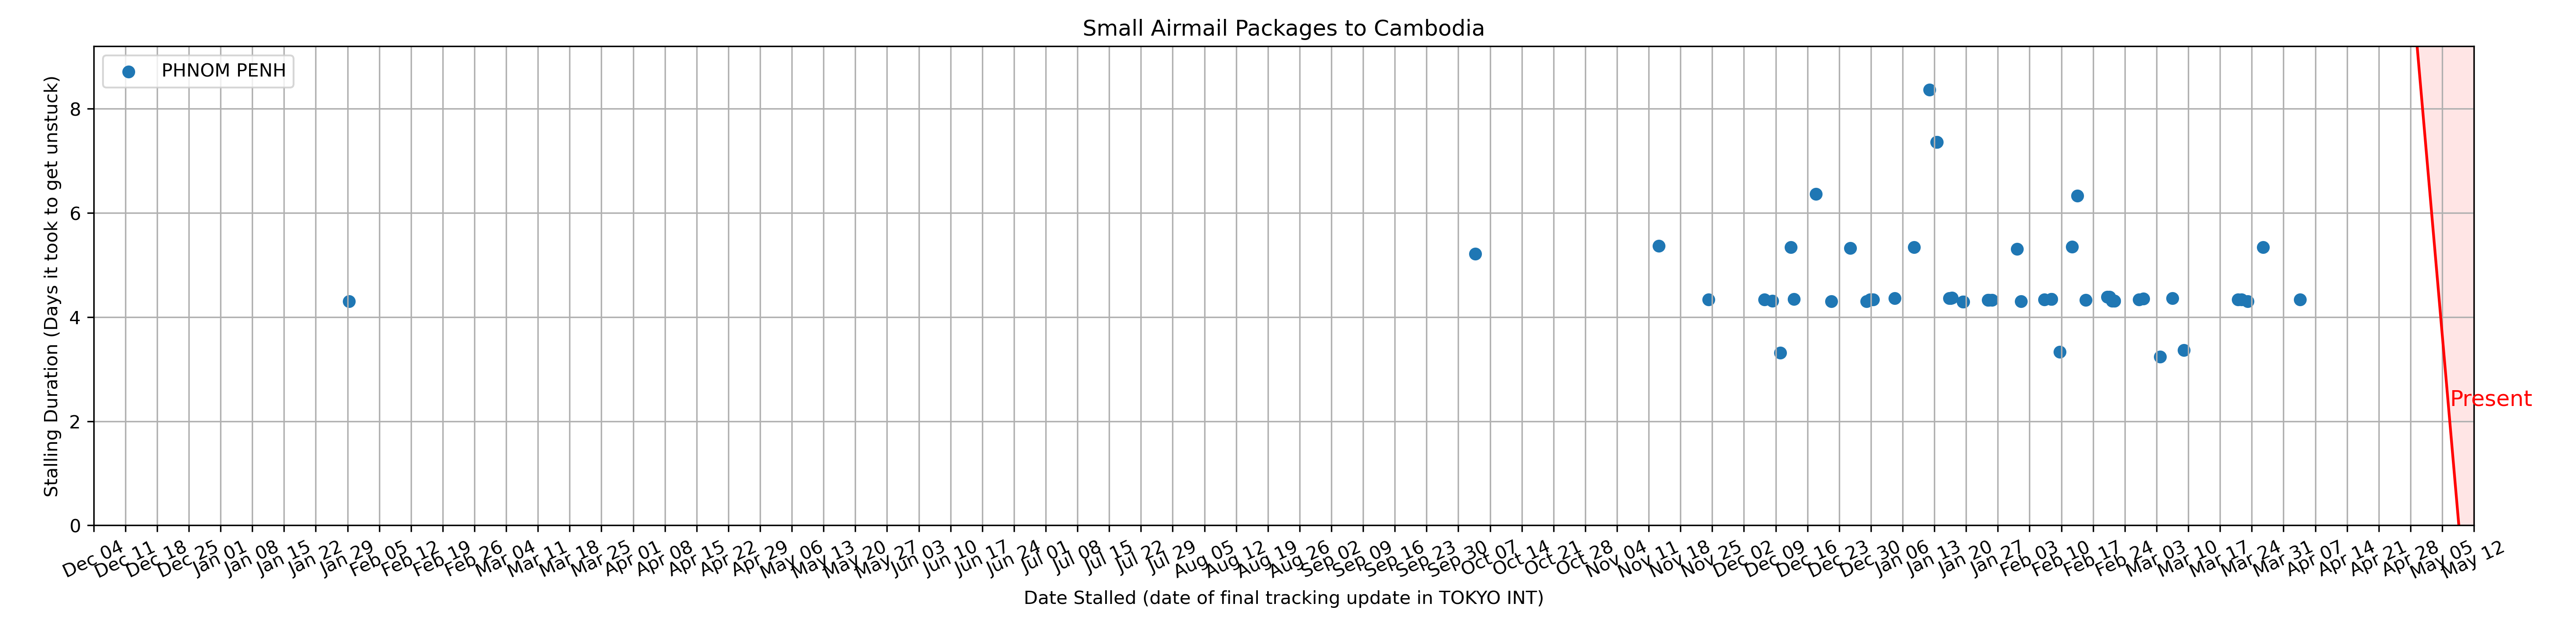 Small Airmail Packages to Cambodia
PHNOM PENH
Stalling Duration (Days it took to get unstuck)
8
6
4
2
0
Present
Dec 04
Dec 11
Dec 18
Dec 25
Jan 01
Jan 08
Jan 15
Jan 22
Jan 29
Feb 05
Feb 12
Feb 19
Feb 26
Mar 04
Mar 11
Mar 18
Mar 25
Apr 01
Apr 08
Apr 15
Apr 22
Apr 29
May 06
May 13
May 20
May 27
Jun 03
Jun 10
Jun 17
Jun 24
Jul 01
Jul 08
Jul 15
Jul 22
Jul 29
Aug 05
Aug 12
Aug 19
Aug 26
Sep 02
Sep 09
Sep 16
Sep 23
Sep 30
Oct 07
Oct 14
Oct 21
Oct 28
Nov 04
Nov 11
Nov 18
Nov 25
Dec 02
Dec 09
Dec 16
Dec 23
Dec 30
Jan 06
Jan 13
Jan 20
Jan 27
Feb 03
Feb 10
Feb 17
Feb 24
Mar 03
Mar 10
Mar 17
Mar 24
Mar 31
Apr 07
Apr 14
Apr 21
Apr 28
May 05
May 12
Date Stalled (date of final tracking update in TOKYO INT)